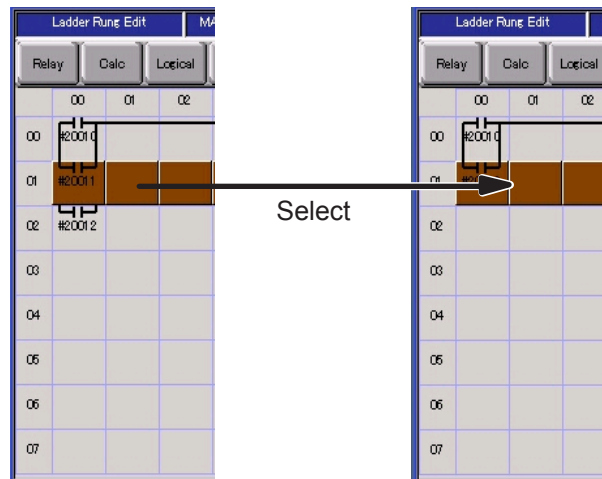 Ladder Rung Edit MA
Relay Calc Logical
00 01 02
00 #20010
01 #20011
02 #20012
03
04
05
06
07
Select
Ladder Rung Edit
Relay Calc Logical
00 01 02
00 #20010
01
02
03
04
05
06
07